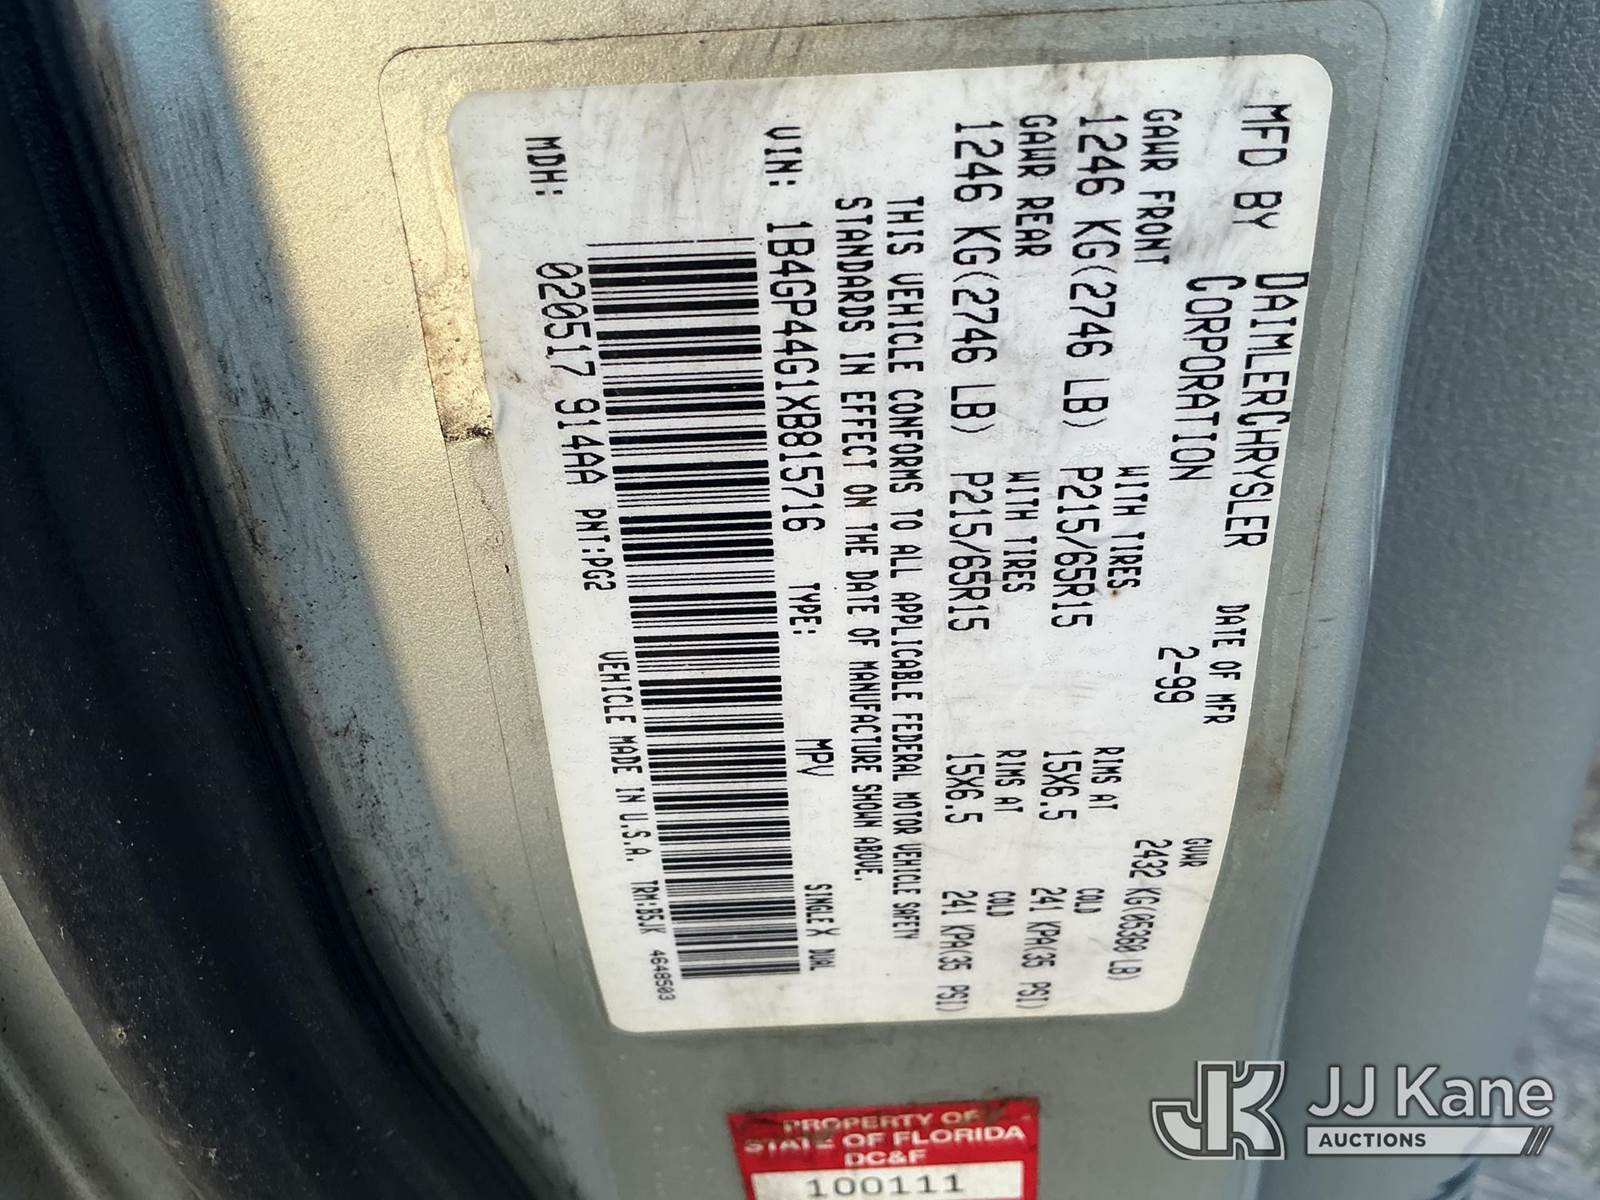 MFD BY DAIMLERCHRYSLER DATE OF MFR GVWR
CORPORATION 2-99 2432 KG(05360 LB)
GAWR FRONT WITH TIRES RIMS AT COLD
1246 KG(2746 LB) P215/65R15 15X6.5 241 KPA(35 PSI)
GAWR REAR WITH TIRES RIMS AT COLD
1246 KG(2746 LB) P215/65R15 15X6.5 241 KPA(35 PSI)
THIS VEHICLE CONFORMS TO ALL APPLICABLE FEDERAL MOTOR VEHICLE SAFETY
STANDARDS IN EFFECT ON THE DATE OF MANUFACTURE SHOWN ABOVE.
VIN: 1B4GP44G1XB815716 TYPE: MPV SINGLE X DUAL
MDH: 020517 914AA PNT:PG2 VEHICLE MADE IN U.S.A. TRM:B5JK 4648503
PROPERTY OF
STATE OF FLORIDA
DC&F
100111
JK JJ Kane
AUCTIONS